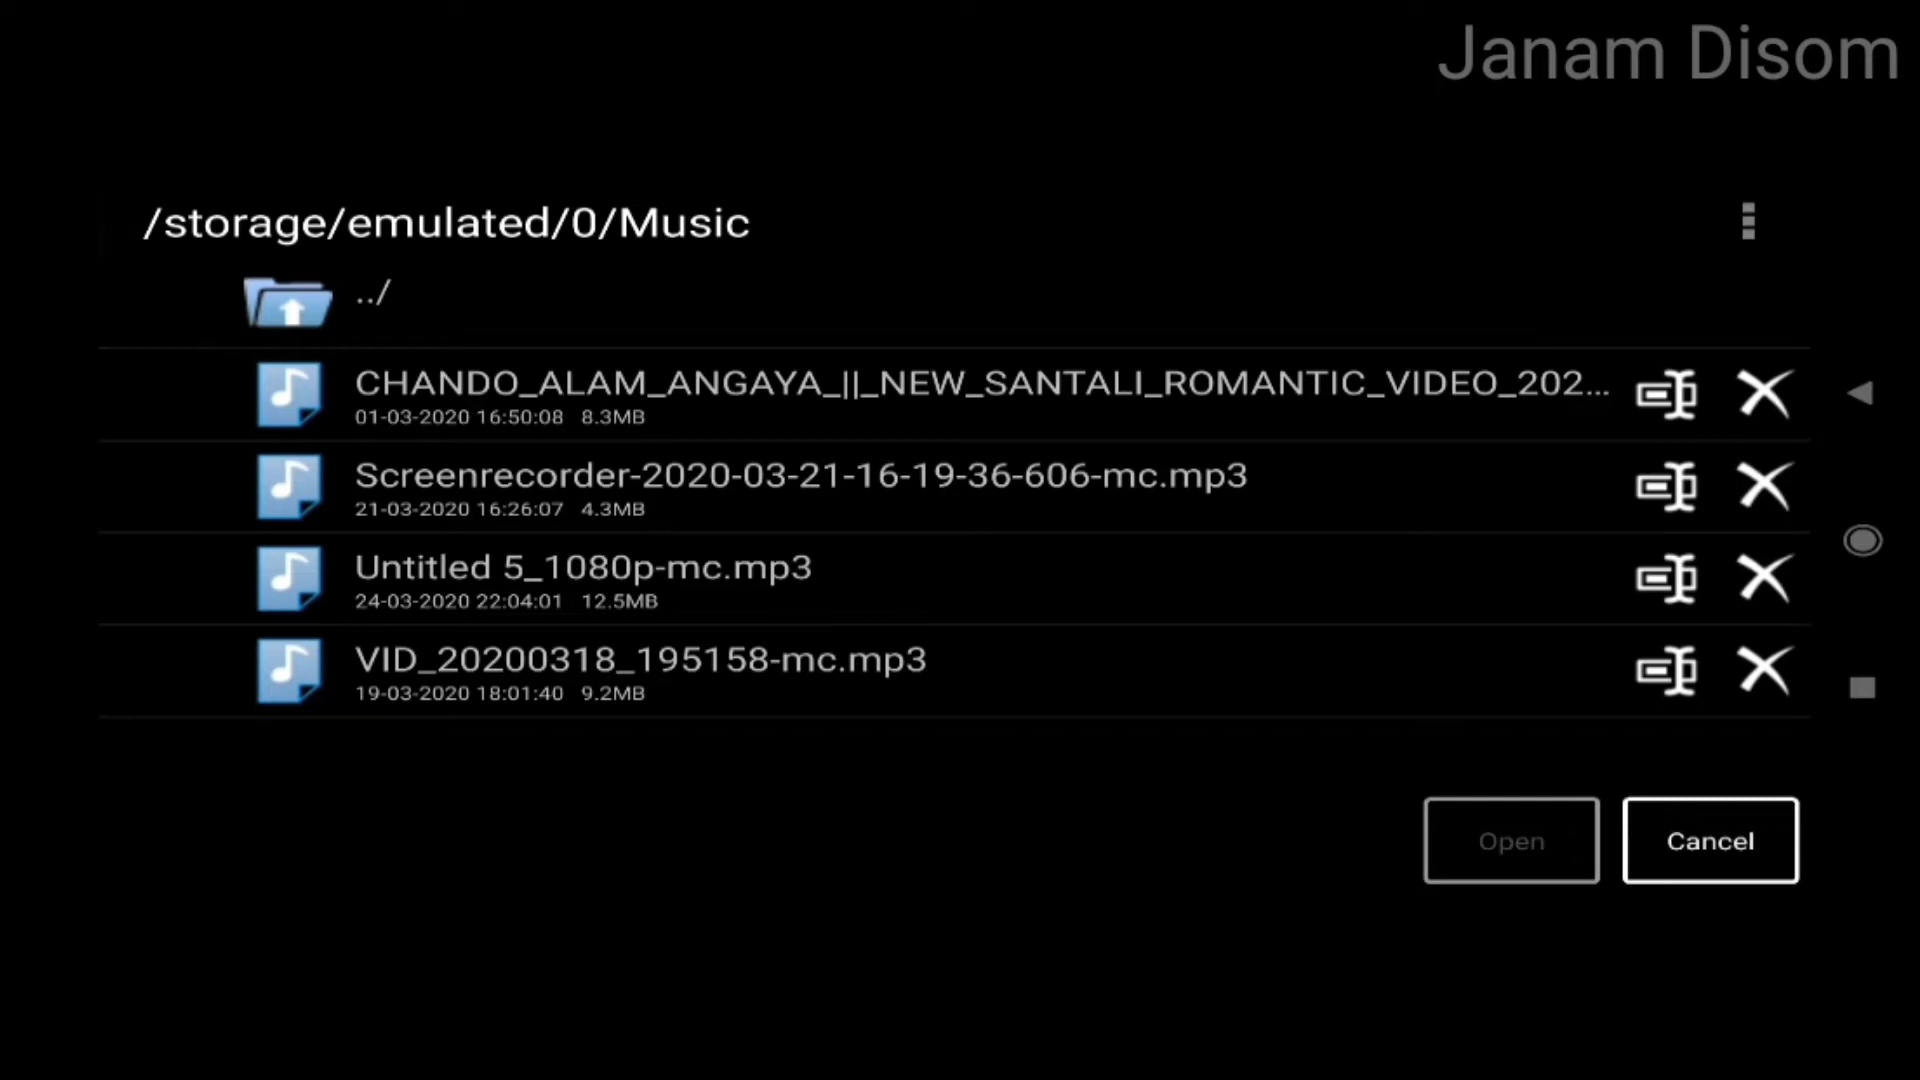 Janam Disom
/storage/emulated/0/Music
../
CHANDO_ALAM_ANGAYA_||_NEW_SANTALI_ROMANTIC_VIDEO_202...
01-03-2020 16:50:08 8.3MB
Screenrecorder-2020-03-21-16-19-36-606-mc.mp3
21-03-2020 16:26:07 4.3MB
Untitled 5_1080p-mc.mp3
24-03-2020 22:04:01 12.5MB
VID_20200318_195158-mc.mp3
19-03-2020 18:01:40 9.2MB
Open Cancel